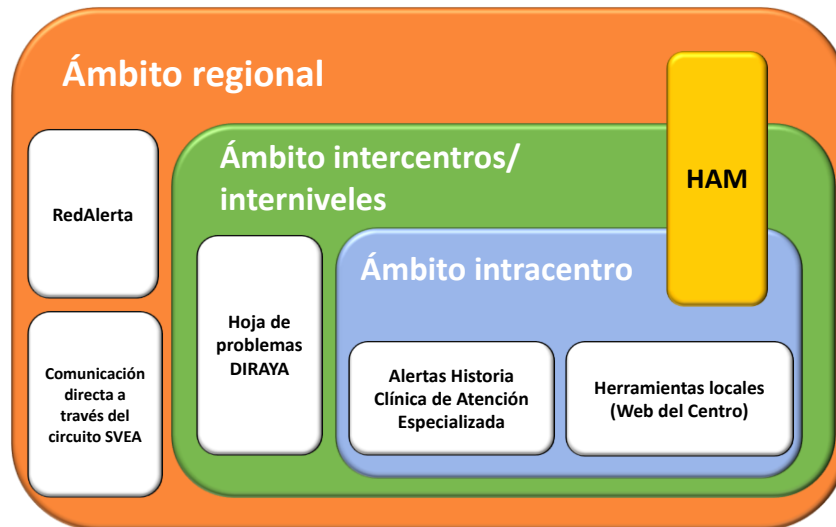 Ámbito regional
RedAlerta
Comunicación
directa a
través del
circuito SVEA
Ámbito intercentros/
interniveles
Hoja de
problemas
DIRAYA
Ámbito intracentro
Alertas Historia
Clínica de Atención
Especializada
Herramientas locales
(Web del Centro)
HAM